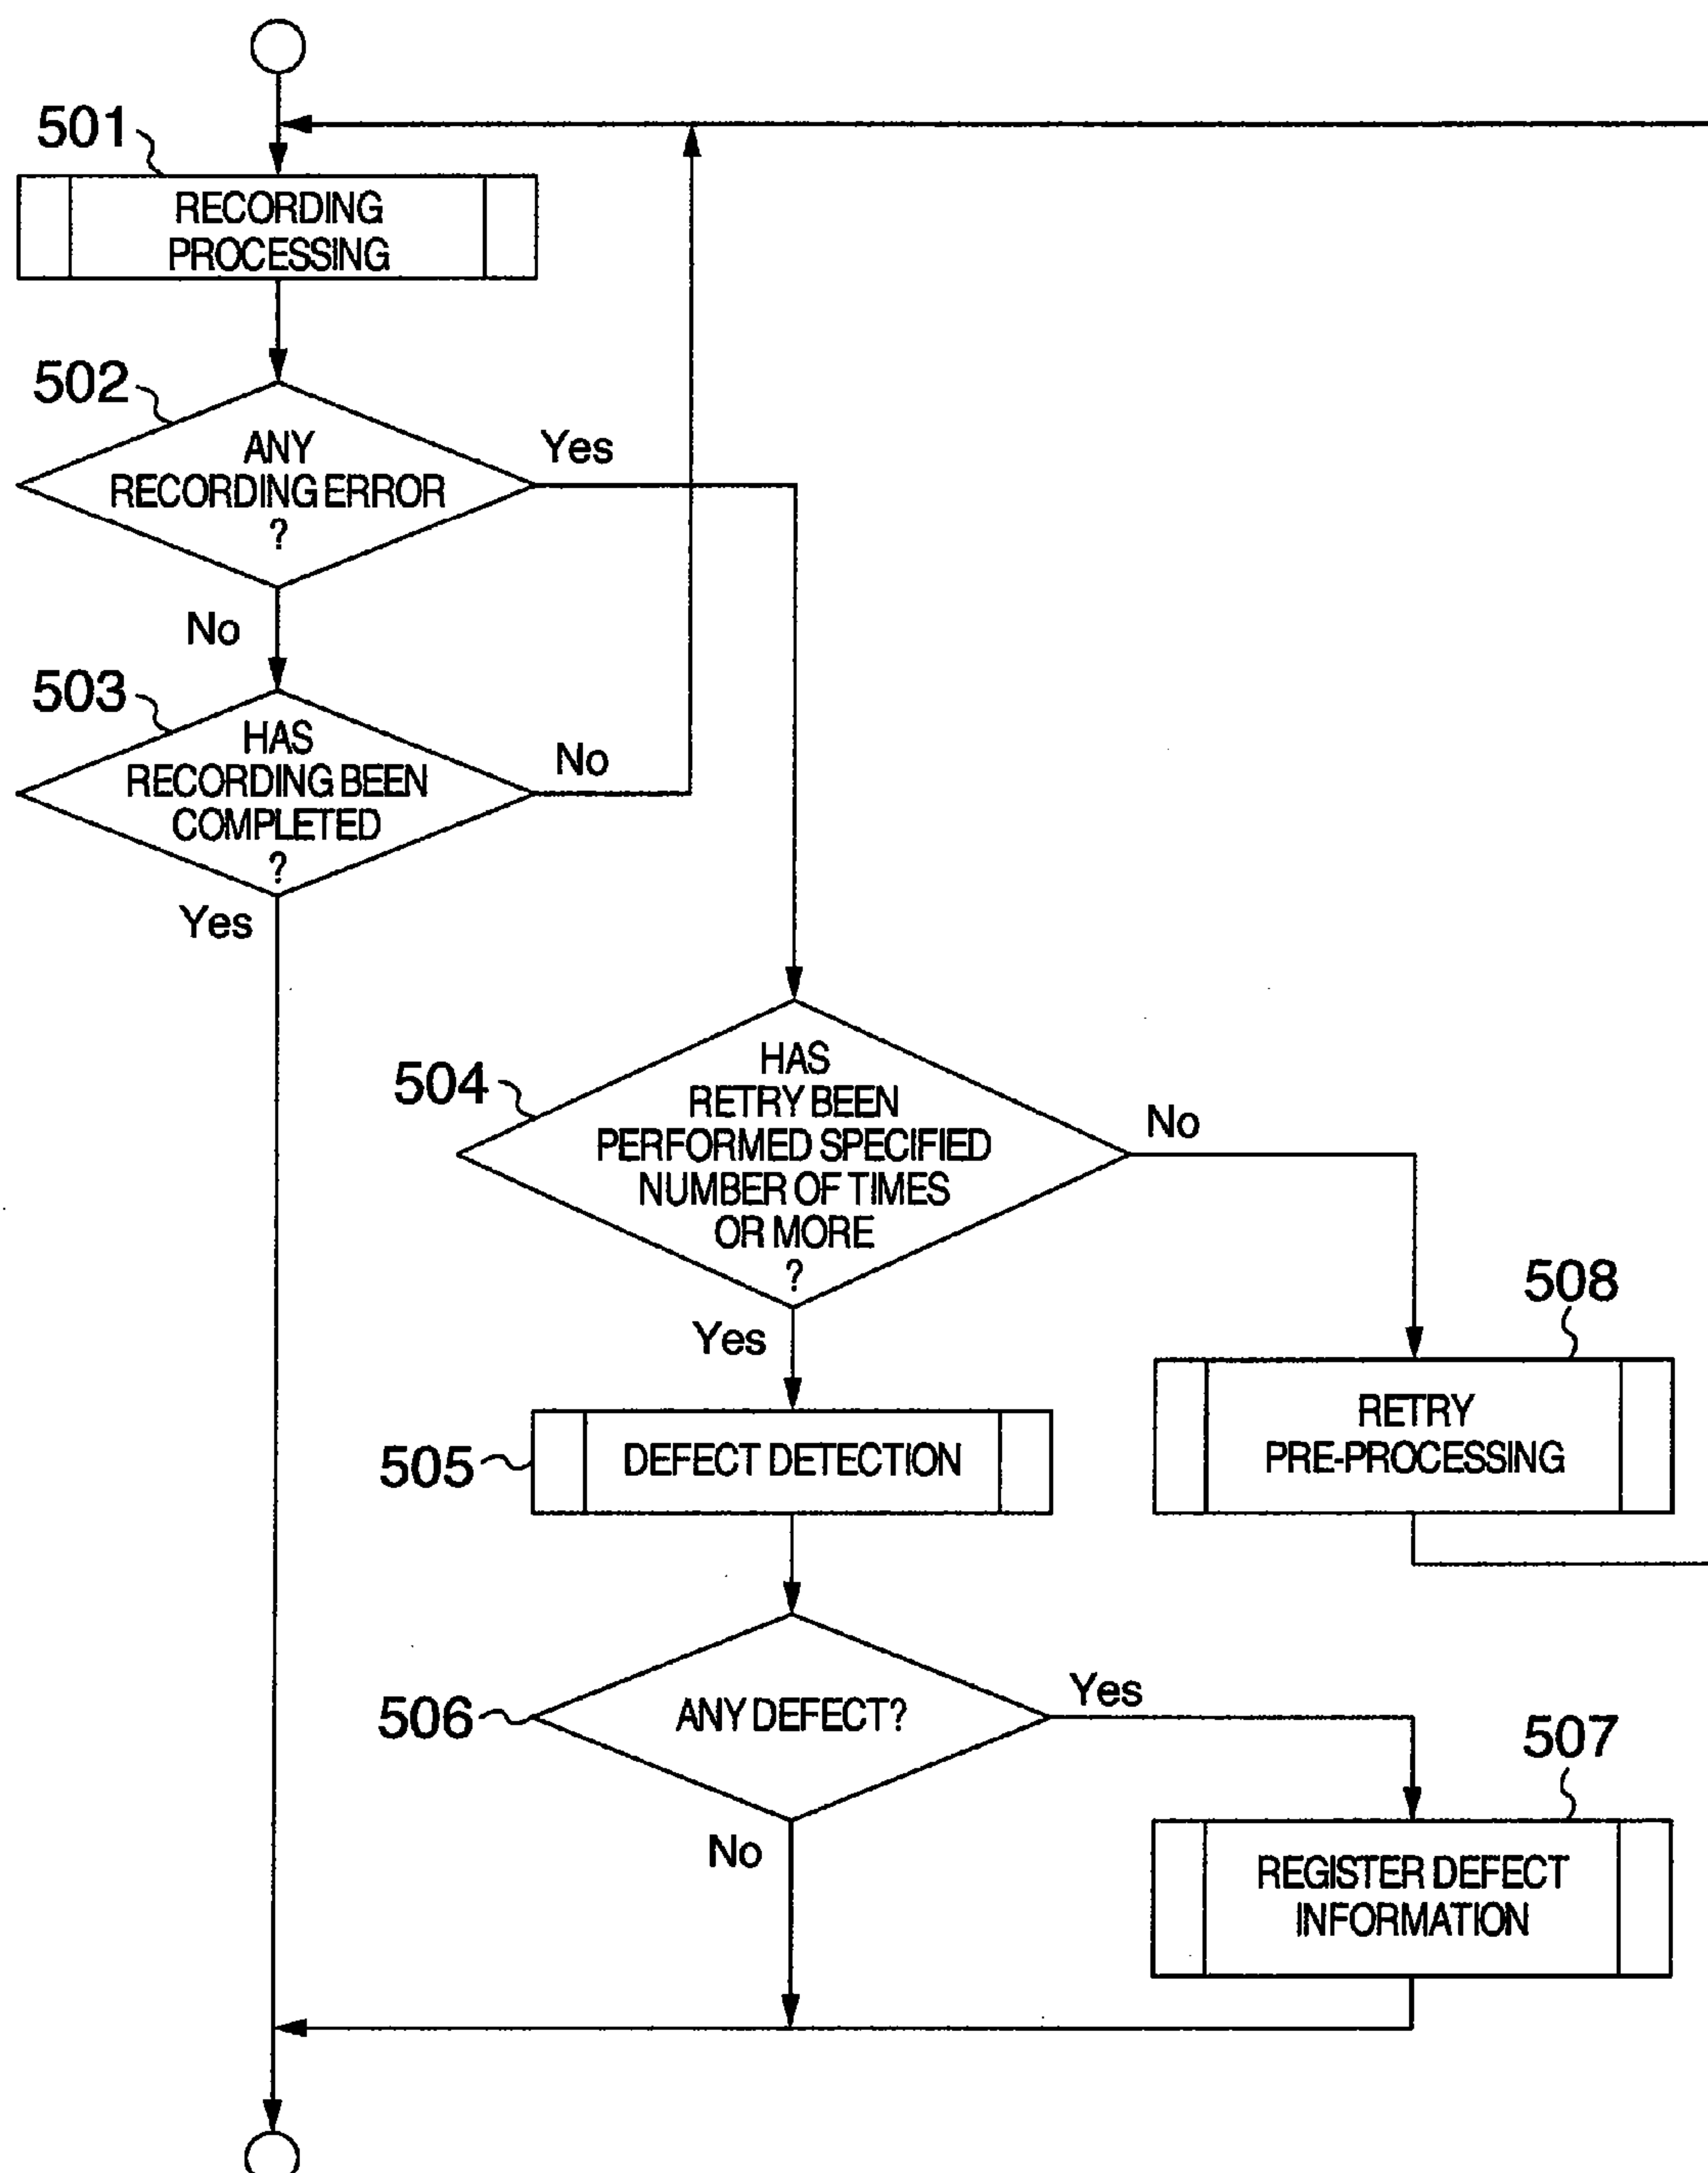 501
RECORDING
PROCESSING
502
ANY
RECORDING ERROR
?
Yes
No
503
HAS
RECORDING BEEN
COMPLETED
?
No
Yes
504
HAS
RETRY BEEN
PERFORMED SPECIFIED
NUMBER OF TIMES
OR MORE
?
No
Yes
508
RETRY
PRE-PROCESSING
505
DEFECT DETECTION
506
ANY DEFECT?
Yes
No
507
REGISTER DEFECT
INFORMATION